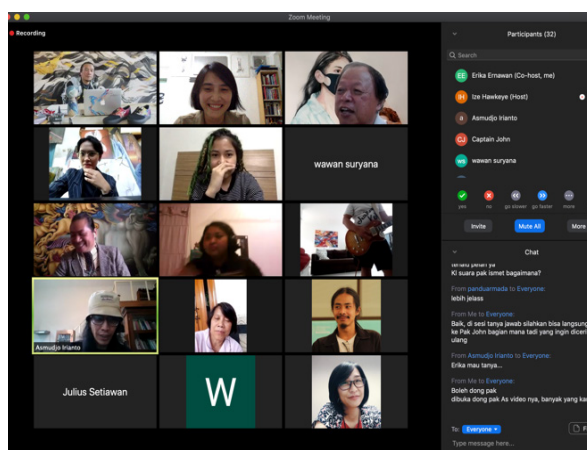 Zoom Meeting
Recording
wawan suryana
Asmudjo Irianto
Julius Setiawan
W
Participants (32)
Search
EE Erika Ernawan (Co-host, me)
IH Ize Hawkeye (Host)
a Asmudjo Irianto
CJ Captain John
ws wawan suryana
yes no go slower go faster more
Invite Mute All More
Chat
Ki suara pak ismet bagaimana?
From panduarmada to Everyone:
lebih jelass
From Me to Everyone:
Baik, di sesi tanya jawab silahkan bisa langsung
ke Pak John bagian mana tadi yang ingin diceri
ulang
From Asmudjo Irianto to Everyone:
Erika mau tanya...
From Me to Everyone:
Boleh dong pak
dibuka dong pak As video nya, banyak yang ka
To: Everyone
Type message here...